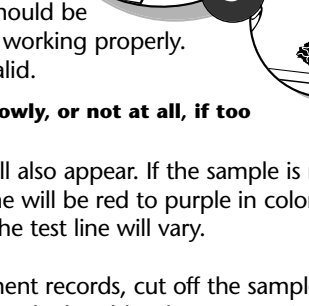 hould be
working properly.
alid.
owly, or not at all, if too
ll also appear. If the sample is
ne will be red to purple in colo
he test line will vary.
ment records, cut off the sampl